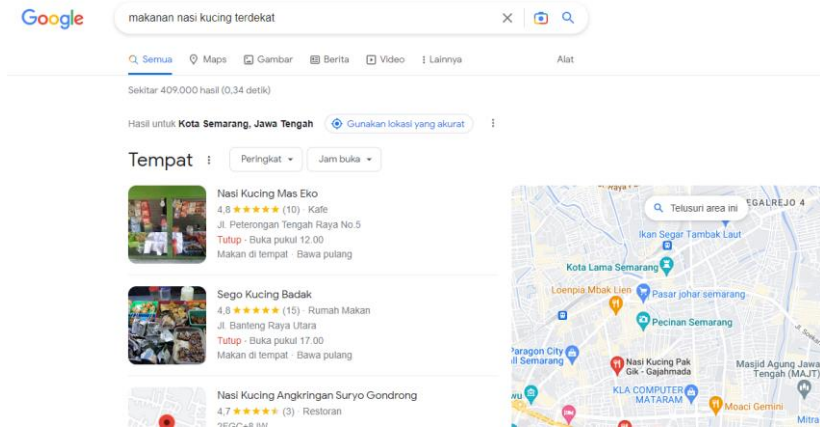 Google
makanan nasi kucing terdekat
Semua Maps Gambar Berita Video Lainnya Alat
Sekitar 409.000 hasil (0,34 detik)
Hasil untuk Kota Semarang, Jawa Tengah Gunakan lokasi yang akurat
Tempat Peringkat Jam buka
Nasi Kucing Mas Eko
4,8 ★★★★★ (10) · Kafe
Jl. Peterongan Tengah Raya No.5
Tutup · Buka pukul 12.00
Makan di tempat · Bawa pulang
Sego Kucing Badak
4,8 ★★★★★ (15) · Rumah Makan
Jl. Banteng Raya Utara
Tutup · Buka pukul 17.00
Makan di tempat · Bawa pulang
Nasi Kucing Angkringan Suryo Gondrong
4,7 ★★★★★ (3) · Restoran
Telusuri area ini
EGALREJO 4
Ikan Segar Tambak Laut
Kota Lama Semarang
Loenpia Mbak Lien
Pasar johar semarang
Pecinan Semarang
Paragon City
ll Semarang
Nasi Kucing Pak
Gik - Gajahmada
Masjid Agung Jawa
Tengah (MAJT)
KLA COMPUTER
MATARAM
Moaci Gemini
Mitra